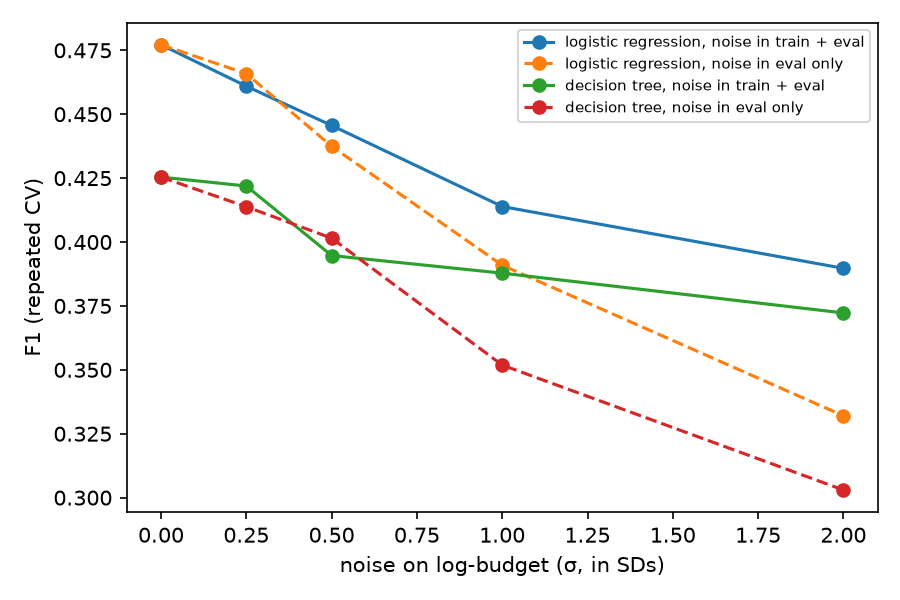 logistic regression, noise in train + eval
logistic regression, noise in eval only
decision tree, noise in train + eval
decision tree, noise in eval only
F1 (repeated CV)
0.475
0.450
0.425
0.400
0.375
0.350
0.325
0.300
0.00 0.25 0.50 0.75 1.00 1.25 1.50 1.75 2.00
noise on log-budget (σ, in SDs)